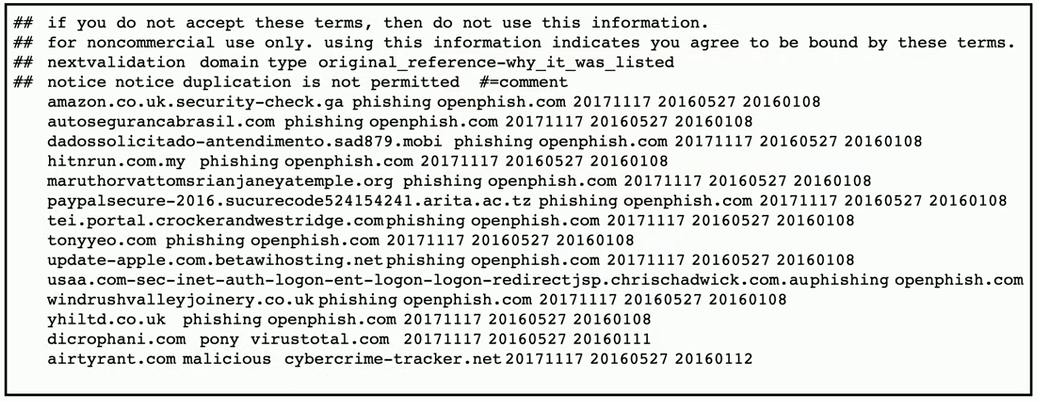 ## if you do not accept these terms, then do not use this information.
## for noncommercial use only. using this information indicates you agree to be bound by these terms.
## nextvalidation domain type original_reference-why_it_was_listed
## notice notice duplication is not permitted #=comment
amazon.co.uk.security-check.ga phishing openphish.com 20171117 20160527 20160108
autosegurancabrasil.com phishing openphish.com 20171117 20160527 20160108
dadossolicitado-antendimento.sad879.mobi phishing openphish.com 20171117 20160527 20160108
hitnrun.com.my phishing openphish.com 20171117 20160527 20160108
maruthorvattomsrianjaneyatemple.org phishing openphish.com 20171117 20160527 20160108
paypalsecure-2016.sucurecode524154241.arita.ac.tz phishing openphish.com 20171117 20160527 20160108
tei.portal.crockerandwestridge.com phishing openphish.com 20171117 20160527 20160108
tonyyeo.com phishing openphish.com 20171117 20160527 20160108
update-apple.com.betawihosting.net phishing openphish.com 20171117 20160527 20160108
usaa.com-sec-inet-auth-logon-ent-logon-logon-redirectjsp.chrischadwick.com.auphishing openphish.com
windrushvalleyjoinery.co.uk phishing openphish.com 20171117 20160527 20160108
yhiltd.co.uk phishing openphish.com 20171117 20160527 20160108
dicrophani.com pony virustotal.com 20171117 20160527 20160111
airtyrant.com malicious cybercrime-tracker.net 20171117 20160527 20160112